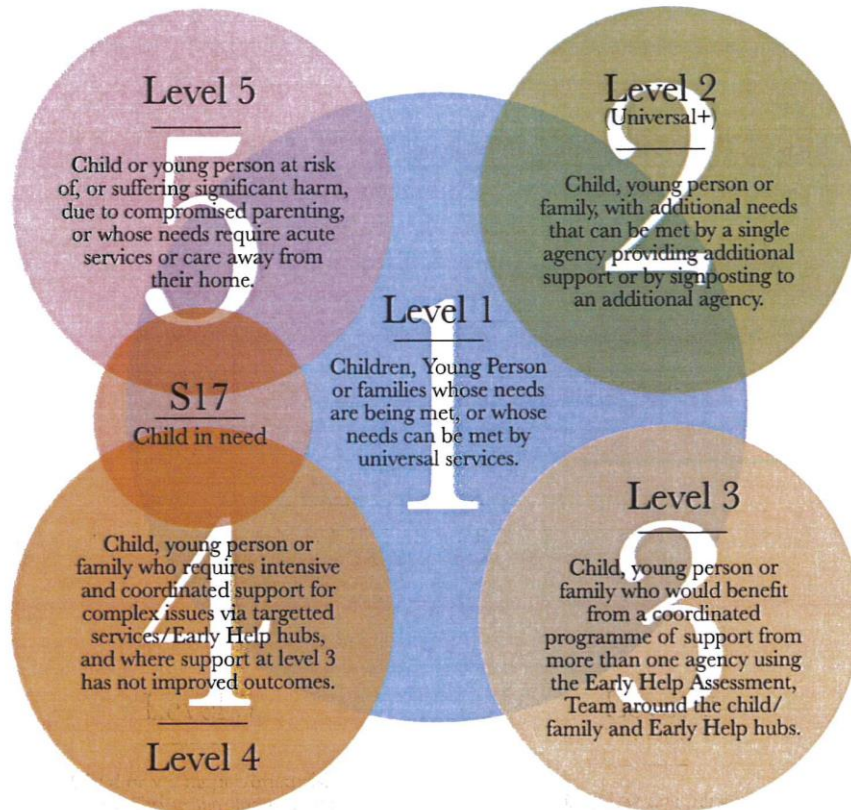 Level 5
5
Child or young person at risk
of, or suffering significant harm,
due to compromised parenting,
or whose needs require acute
services or care away from
their home.
Level 2
(Universal+)
2
Child, young person or
family, with additional needs
that can be met by a single
agency providing additional
support or by signposting to
an additional agency.
Level 1
1
Children, Young Person
or families whose needs
are being met, or whose
needs can be met by
universal services.
S17
Child in need
4
Child, young person or
family who requires intensive
and coordinated support for
complex issues via targetted
services/Early Help hubs,
and where support at level 3
has not improved outcomes.
Level 4
Level 3
3
Child, young person or
family who would benefit
from a coordinated
programme of support from
more than one agency using
the Early Help Assessment,
Team around the child/
family and Early Help hubs.